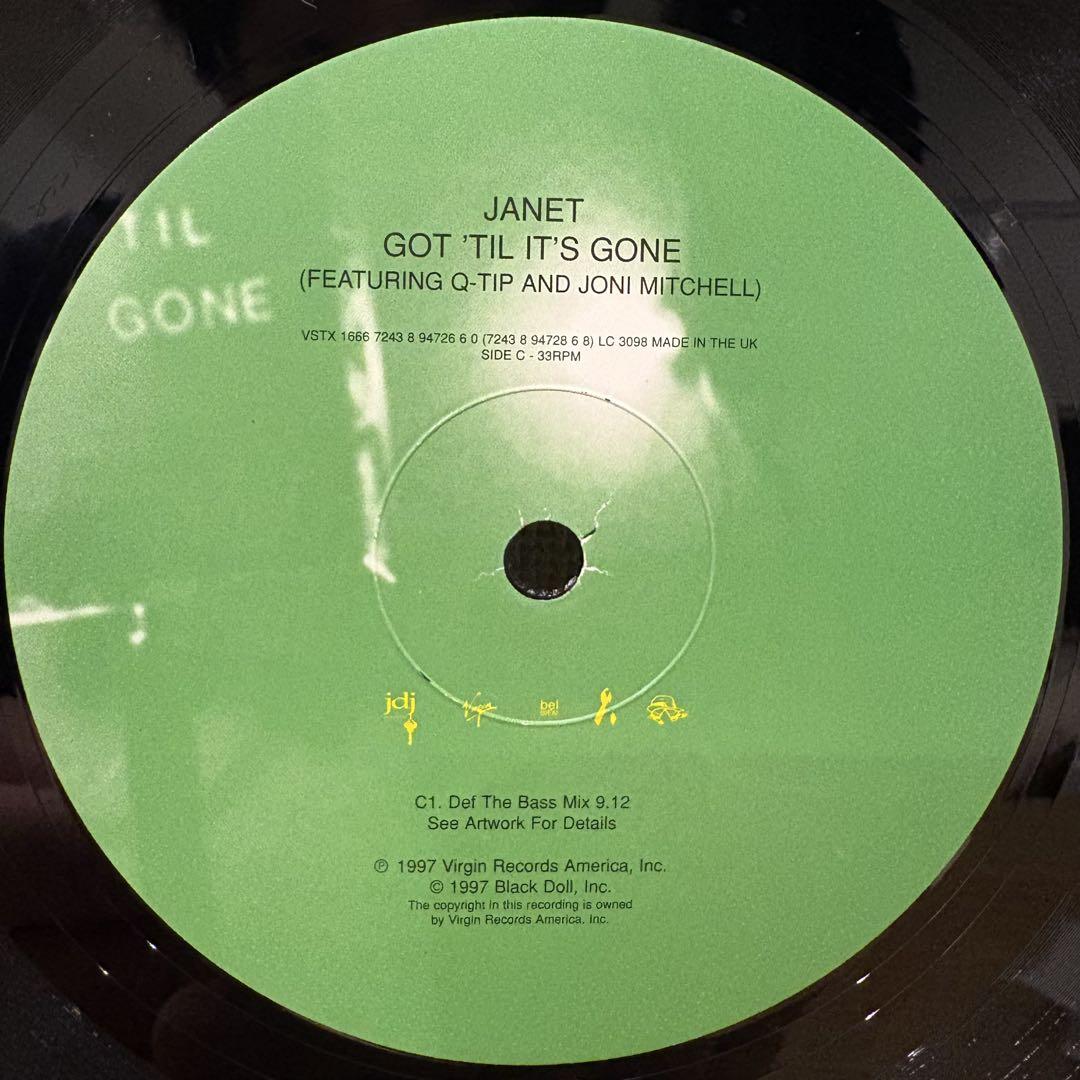 JANET
GOT 'TIL IT'S GONE
(FEATURING Q-TIP AND JONI MITCHELL)
TIL
GONE
VSTX 1666 7243 8 94726 6 0 (7243 8 94728 6 8) LC 3098 MADE IN THE UK
SIDE C - 33RPM
jdj
Virgin
bel
C1. Def The Bass Mix 9.12
See Artwork For Details
℗ 1997 Virgin Records America, Inc.
© 1997 Black Doll, Inc.
The copyright in this recording is owned
by Virgin Records America. Inc.